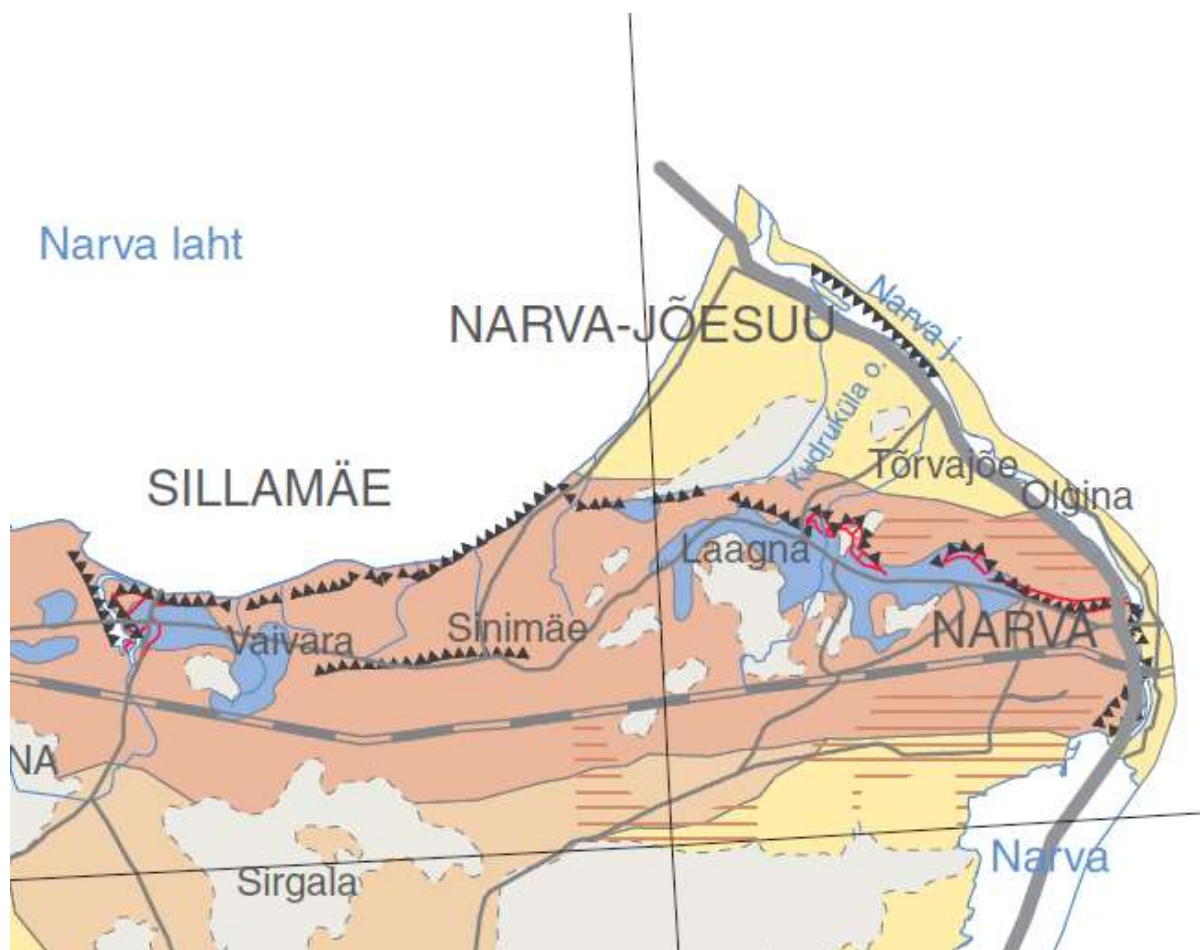 Narva laht
NARVA-JÕESUU
Narva j.
Kudruküla o.
SILLAMÄE
Tõrvajõe
Olgina
Laagna
Vaivara
Sinimäe
NARVA
NA
Sirgala
Narva